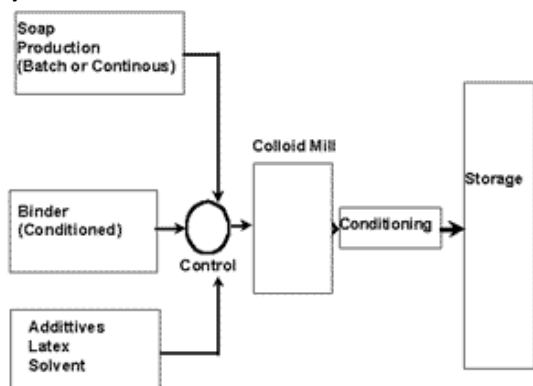 Soap
Production
(Batch or Continous)
Colloid Mill
Storage
Binder
(Conditioned)
Control
Conditioning
Addittives
Latex
Solvent